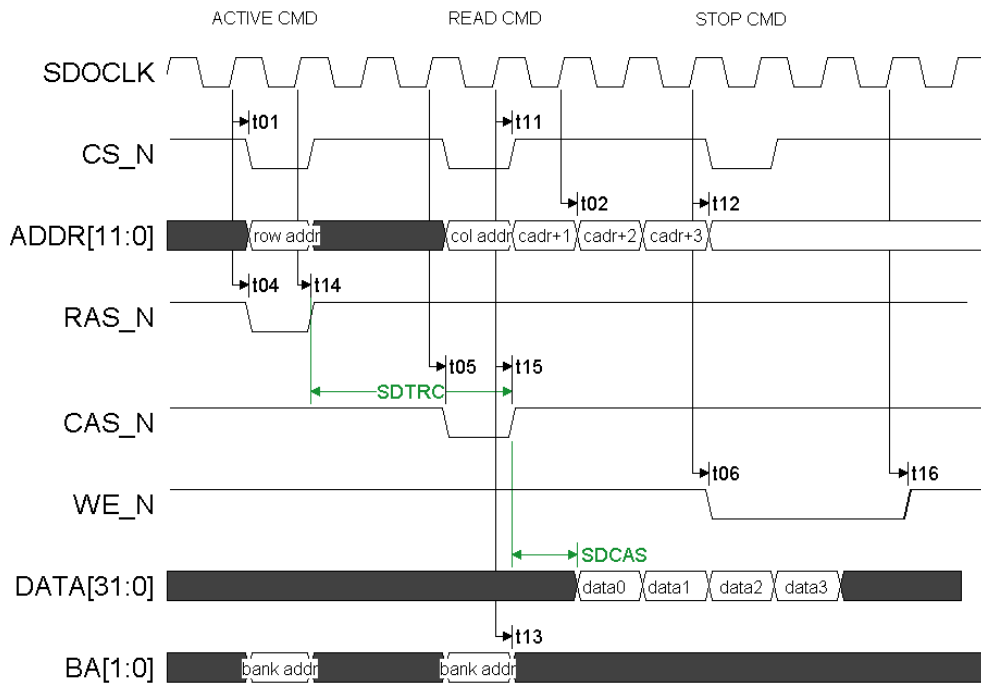 ACTIVE CMD READ CMD STOP CMD
SDOCLK
t01 t11
CS_N
t02 t12
ADDR[11:0] row addr col addr cadr+1 cadr+2 cadr+3
t04 t14
RAS_N
t05 t15
SDTRC
CAS_N
t06 t16
WE_N
SDCAS
DATA[31:0] data0 data1 data2 data3
t13
BA[1:0] bank addr bank addr